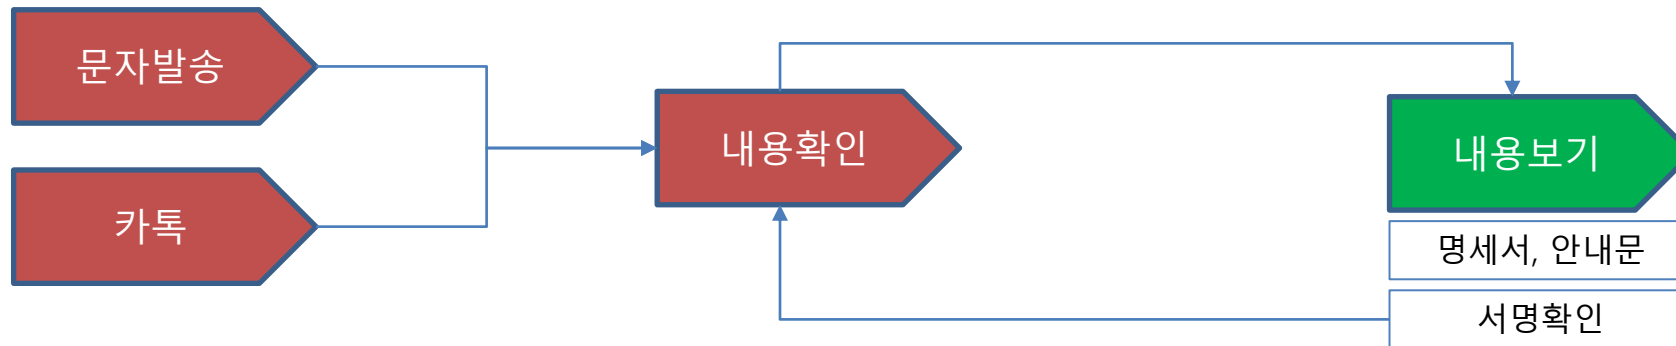 문자발송
카톡
내용확인
내용보기
명세서, 안내문
서명확인